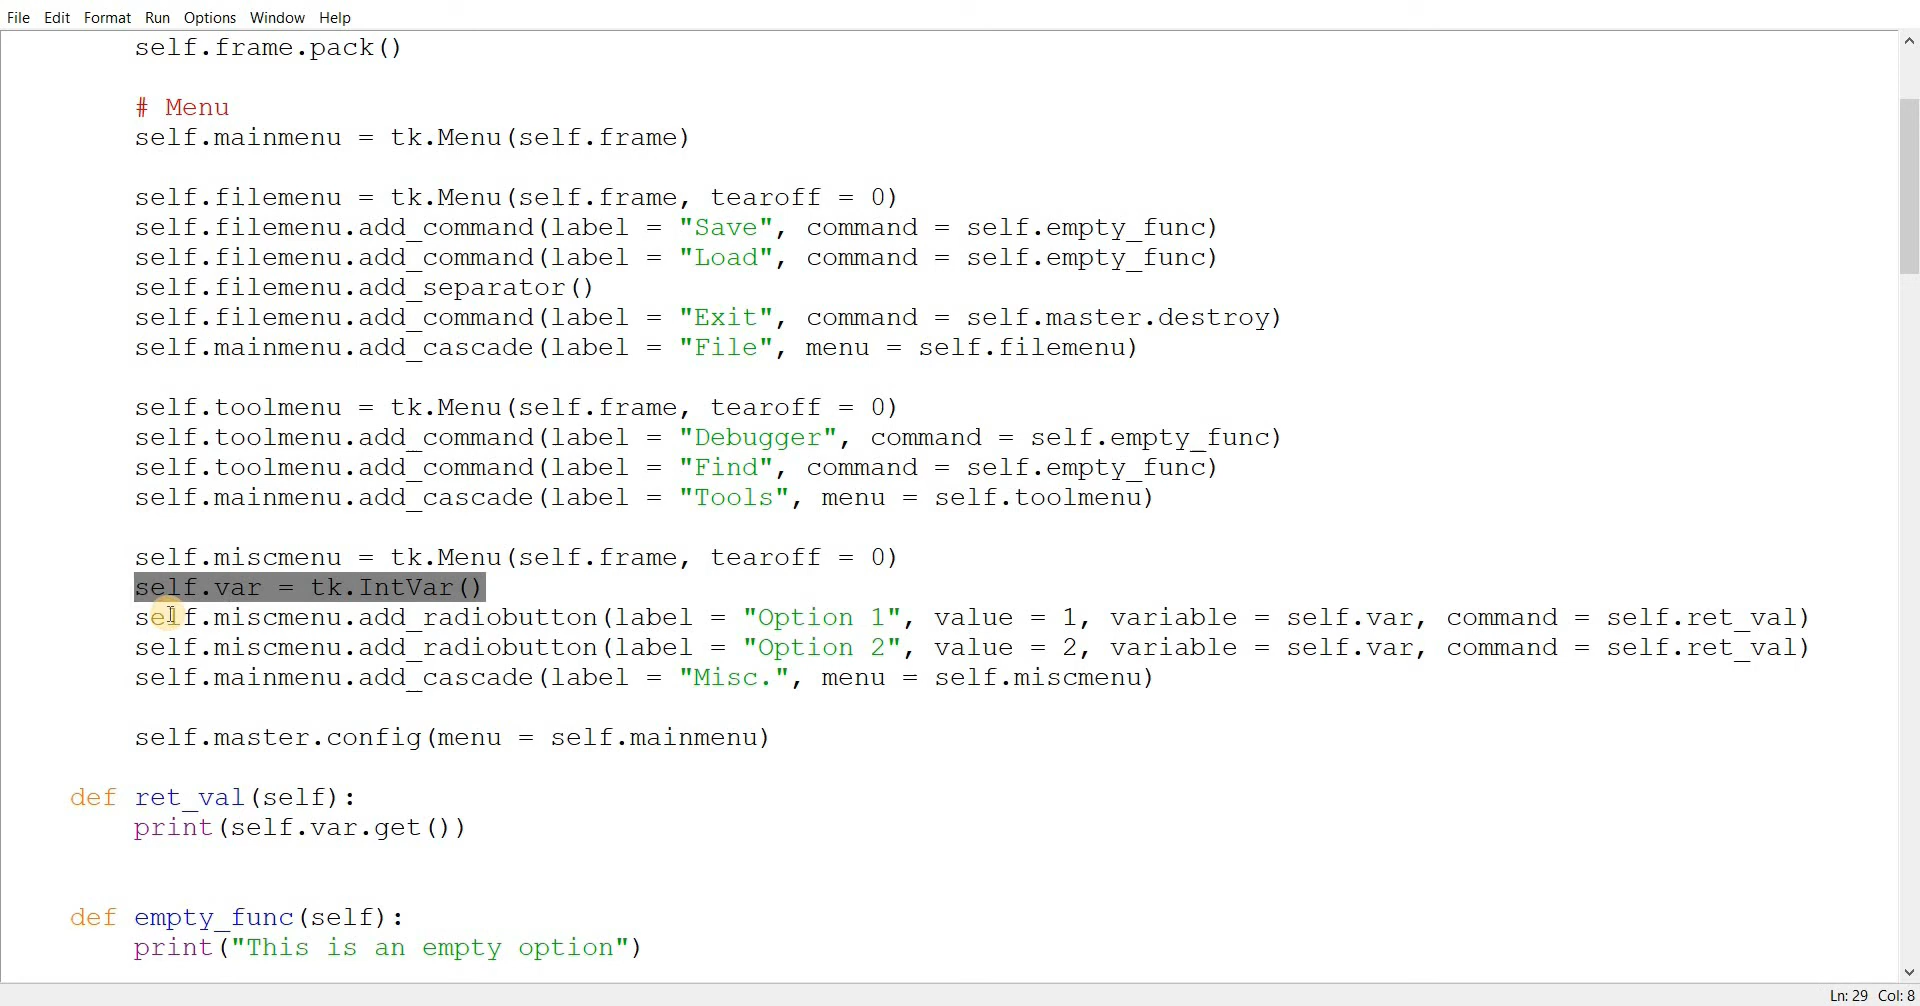 File Edit Format Run Options Window Help
self.frame.pack()
# Menu
self.mainmenu = tk.Menu(self.frame)
self.filemenu = tk.Menu(self.frame, tearoff = 0)
self.filemenu.add_command(label = "Save", command = self.empty_func)
self.filemenu.add_command(label = "Load", command = self.empty_func)
self.filemenu.add_separator()
self.filemenu.add_command(label = "Exit", command = self.master.destroy)
self.mainmenu.add_cascade(label = "File", menu = self.filemenu)
self.toolmenu = tk.Menu(self.frame, tearoff = 0)
self.toolmenu.add_command(label = "Debugger", command = self.empty_func)
self.toolmenu.add_command(label = "Find", command = self.empty_func)
self.mainmenu.add_cascade(label = "Tools", menu = self.toolmenu)
self.miscmenu = tk.Menu(self.frame, tearoff = 0)
self.var = tk.IntVar()
self.miscmenu.add_radiobutton(label = "Option 1", value = 1, variable = self.var, command = self.ret_val)
self.miscmenu.add_radiobutton(label = "Option 2", value = 2, variable = self.var, command = self.ret_val)
self.mainmenu.add_cascade(label = "Misc.", menu = self.miscmenu)
self.master.config(menu = self.mainmenu)
def ret_val(self):
print(self.var.get())
def empty_func(self):
print("This is an empty option")
Ln: 29 Col: 8